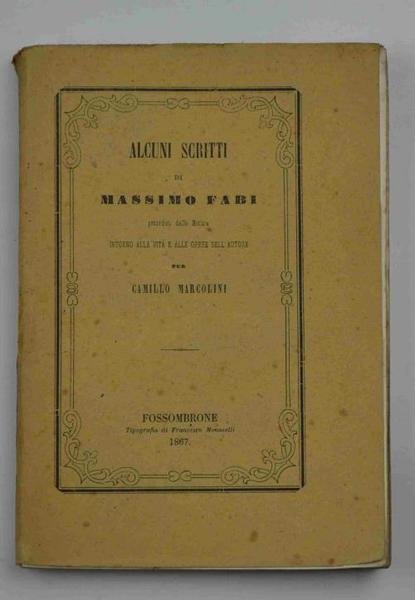 ALCUNI SCRITTI
DI
MASSIMO FABI
preceduti dalle Notizie
INTORNO ALLA VITA E ALLE OPERE DELL'AUTORE
PER
CAMILLO MARCOLINI
FOSSOMBRONE
Tipografia di Francesco Monacelli
1867.